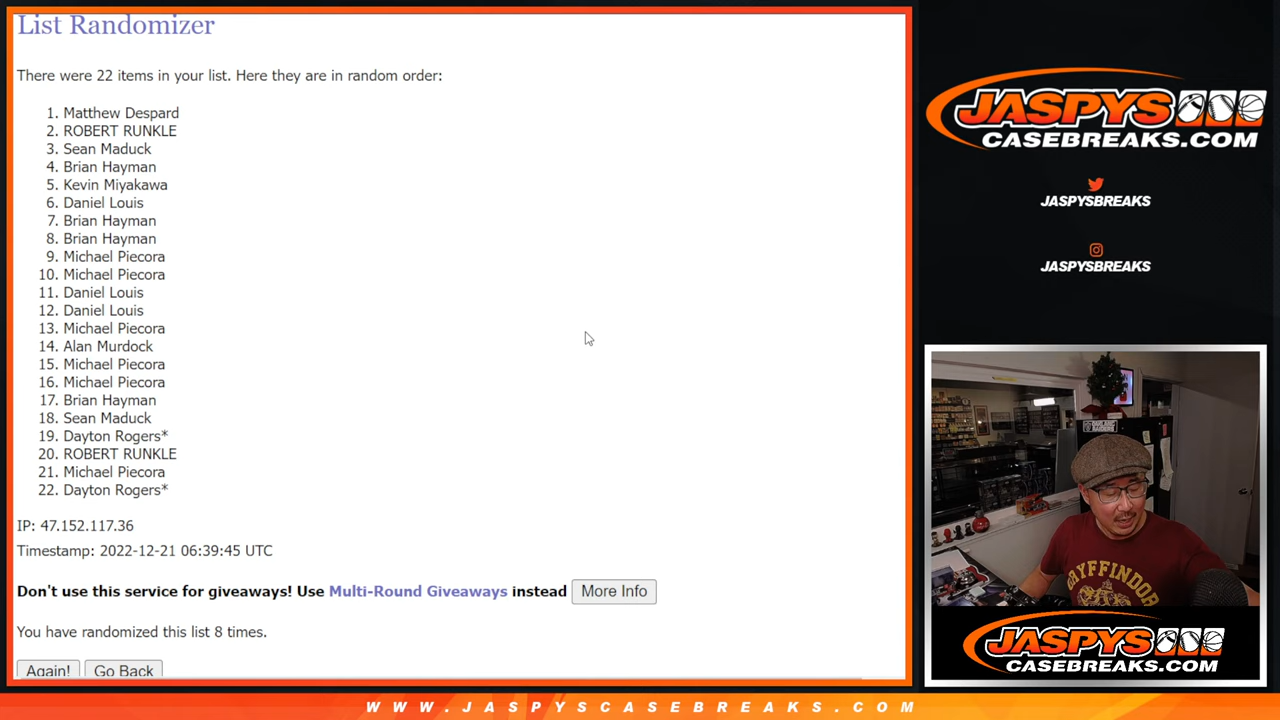 List Randomizer
There were 22 items in your list. Here they are in random order:
1. Matthew Despard
2. ROBERT RUNKLE
3. Sean Maduck
4. Brian Hayman
5. Kevin Miyakawa
6. Daniel Louis
7. Brian Hayman
8. Brian Hayman
9. Michael Piecora
10. Michael Piecora
11. Daniel Louis
12. Daniel Louis
13. Michael Piecora
14. Alan Murdock
15. Michael Piecora
16. Michael Piecora
17. Brian Hayman
18. Sean Maduck
19. Dayton Rogers*
20. ROBERT RUNKLE
21. Michael Piecora
22. Dayton Rogers*
IP: 47.152.117.36
Timestamp: 2022-12-21 06:39:45 UTC
Don't use this service for giveaways! Use Multi-Round Giveaways instead More Info
You have randomized this list 8 times.
Again! Go Back
JASPYS
CASEBREAKS.COM
JASPYSBREAKS
JASPYSBREAKS
GRYFFINDOR
JASPYS
CASEBREAKS.COM
WWW.JASPYSCASEBREAKS.COM